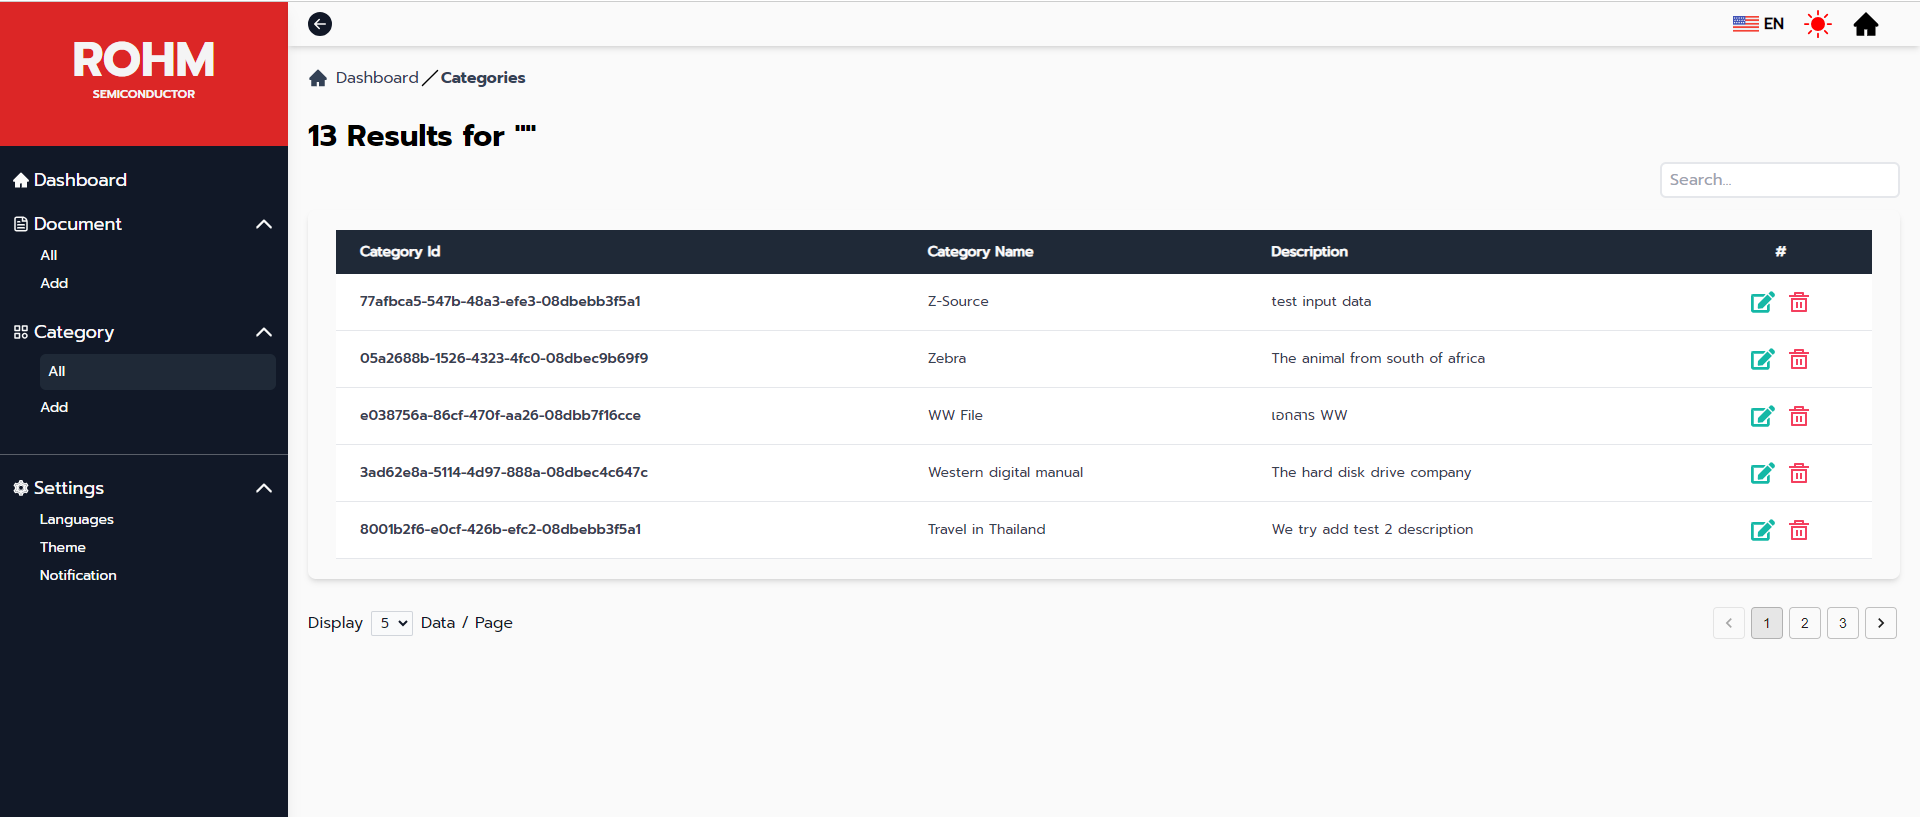 ROHM
SEMICONDUCTOR
Dashboard
Document
All
Add
Category
All
Add
Settings
Languages
Theme
Notification
EN
Dashboard / Categories
13 Results for ""
Search...
Category Id Category Name Description #
77afbca5-547b-48a3-efe3-08dbebb3f5a1 Z-Source test input data
05a2688b-1526-4323-4fc0-08dbec9b69f9 Zebra The animal from south of africa
e038756a-86cf-470f-aa26-08dbb7f16cce WW File เอกสาร WW
3ad62e8a-5114-4d97-888a-08dbec4c647c Western digital manual The hard disk drive company
8001b2f6-e0cf-426b-efc2-08dbebb3f5a1 Travel in Thailand We try add test 2 description
Display 5 Data / Page
1 2 3